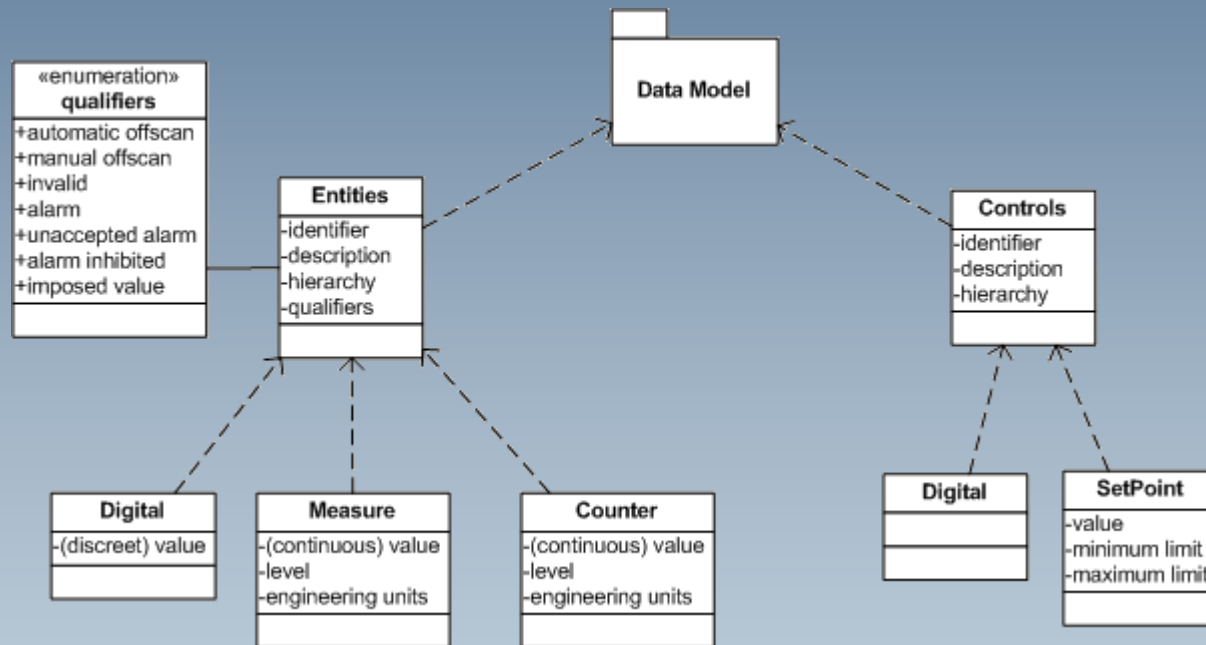 «enumeration»
qualifiers
+automatic offscan
+manual offscan
+invalid
+alarm
+unaccepted alarm
+alarm inhibited
+imposed value
Data Model
Entities
-identifier
-description
-hierarchy
-qualifiers
Controls
-identifier
-description
-hierarchy
Digital
-(discreet) value
Measure
-(continuous) value
-level
-engineering units
Counter
-(continuous) value
-level
-engineering units
Digital
SetPoint
-value
-minimum limit
-maximum limit